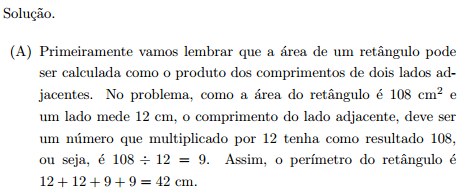 Solução.
(A) Primeiramente vamos lembrar que a área de um retângulo pode
ser calculada como o produto dos comprimentos de dois lados ad-
jacentes. No problema, como a área do retângulo é 108 cm² e
um lado mede 12 cm, o comprimento do lado adjacente, deve ser
um número que multiplicado por 12 tenha como resultado 108,
ou seja, é 108 ÷ 12 = 9. Assim, o perímetro do retângulo é
12 + 12 + 9 + 9 = 42 cm.